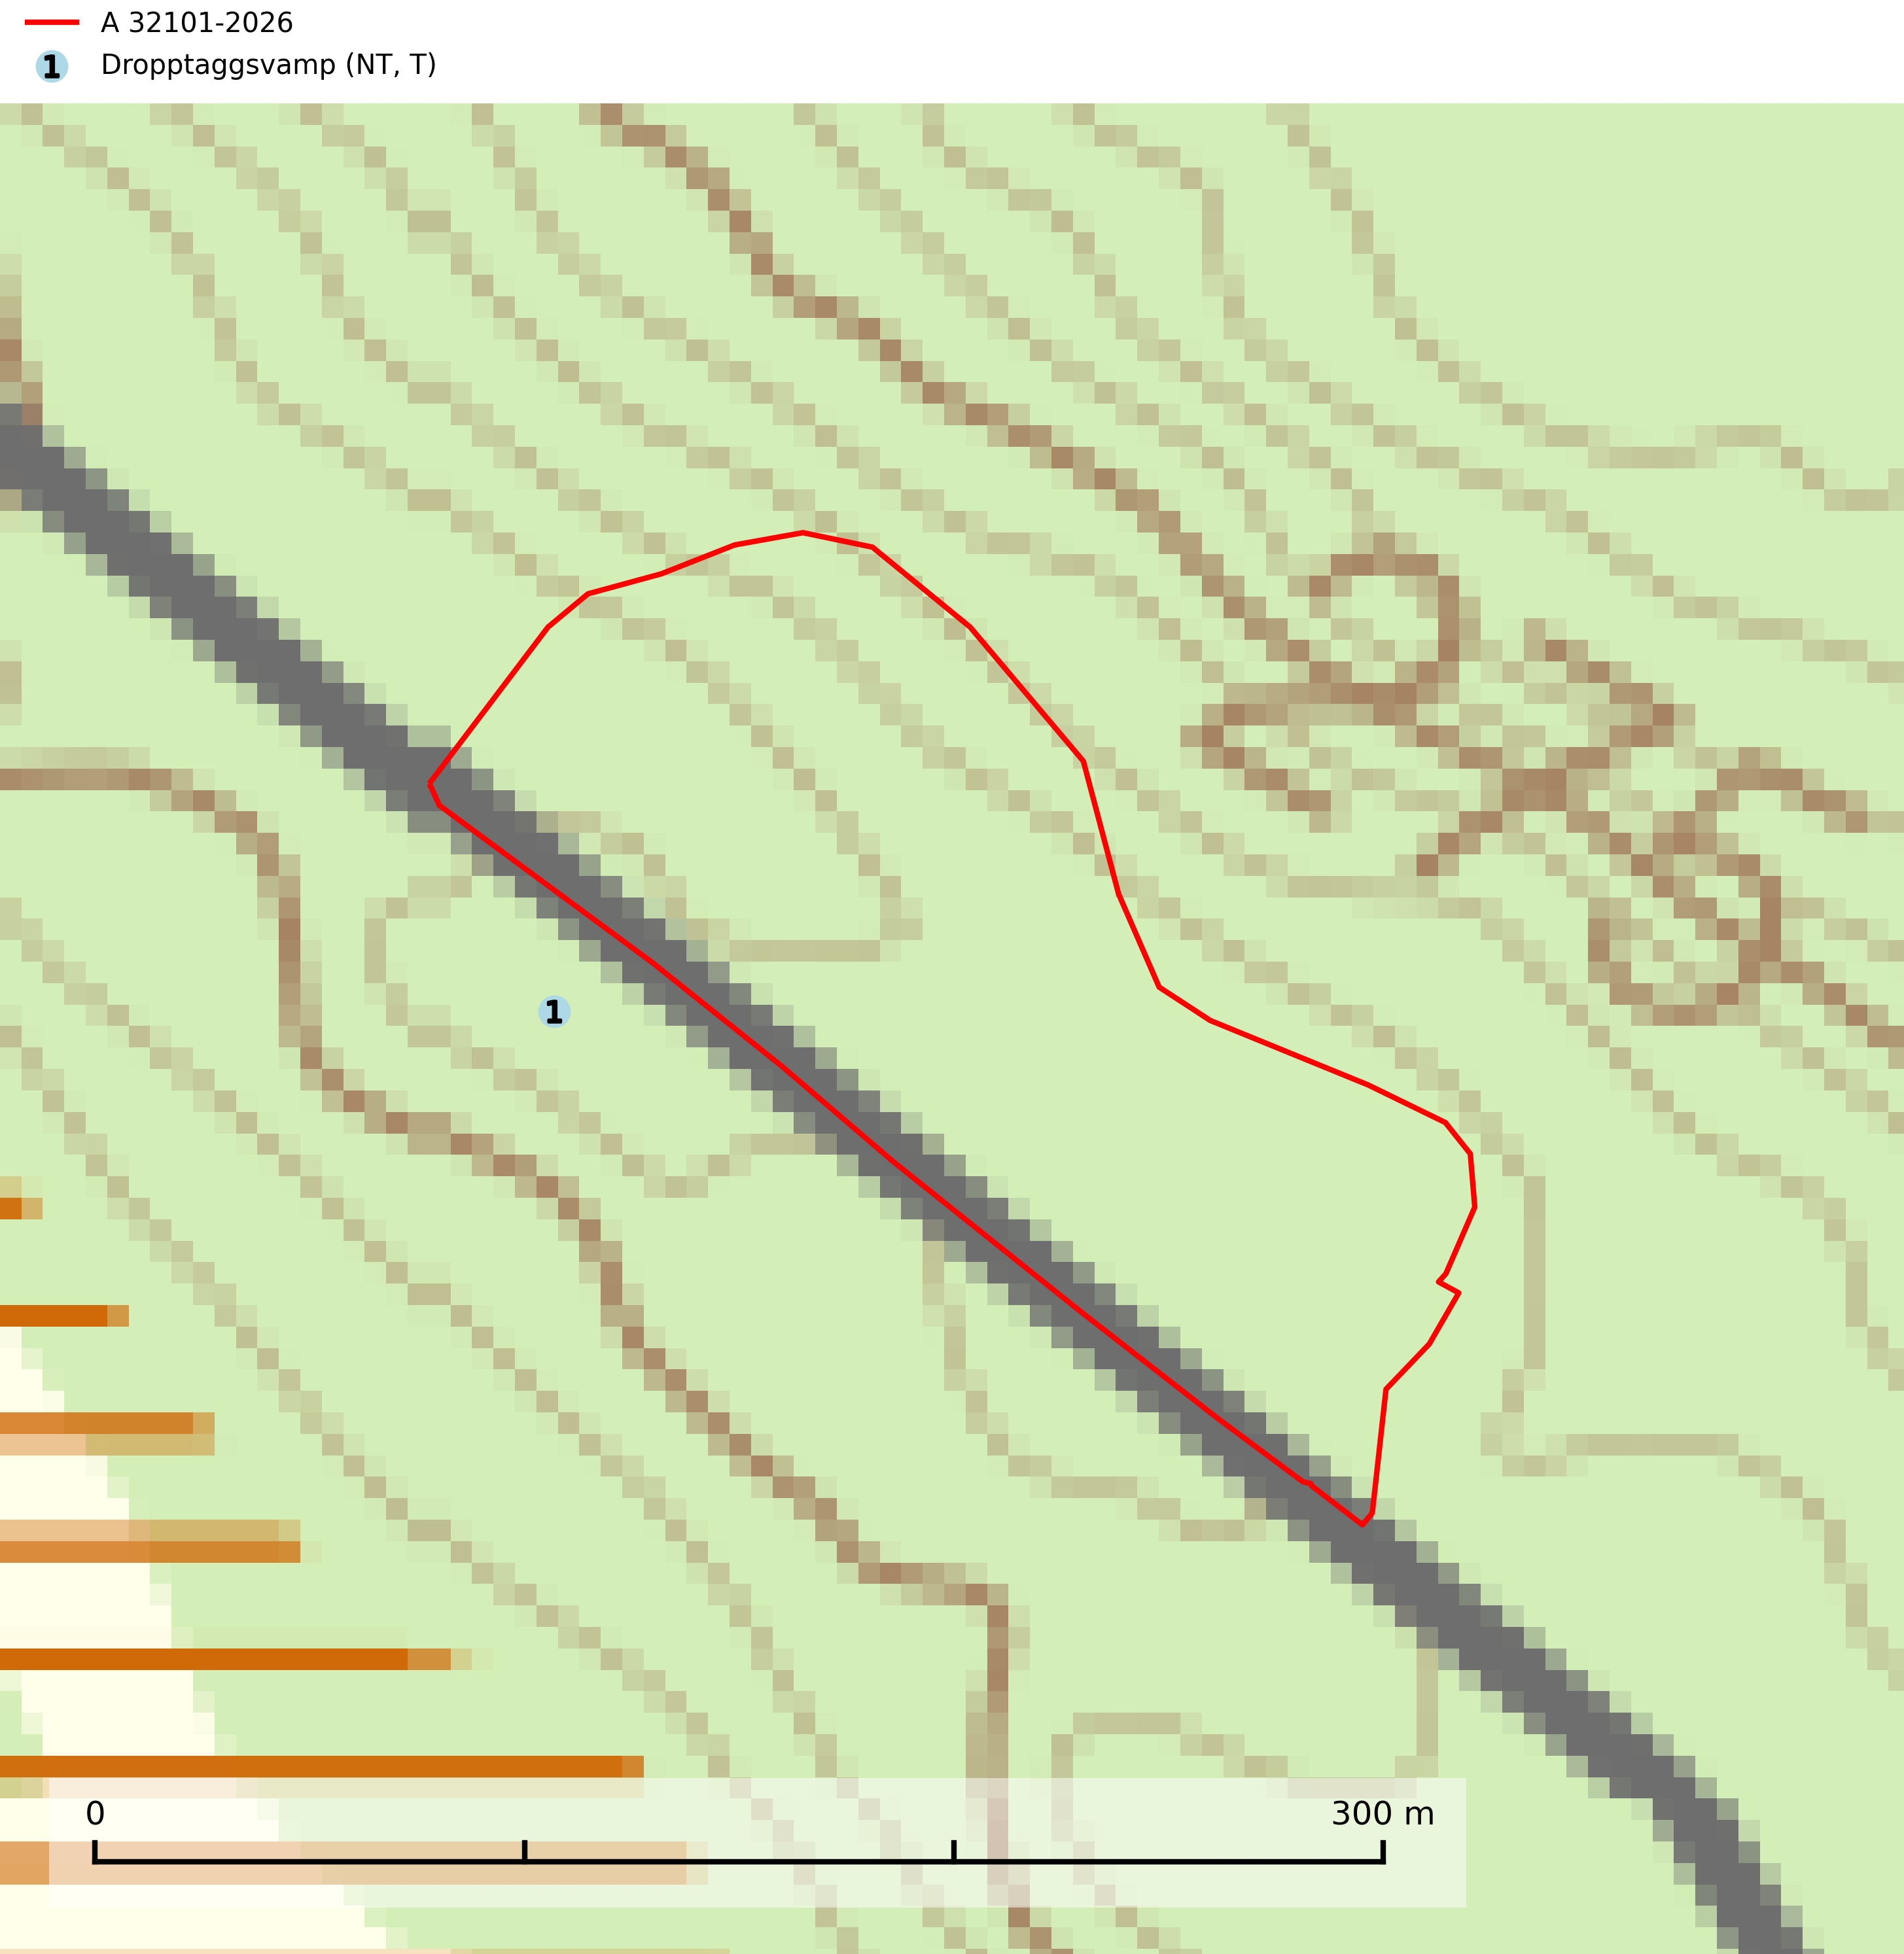 A 32101-2026
1 Dropptaggsvamp (NT, T)
1
0 300 m